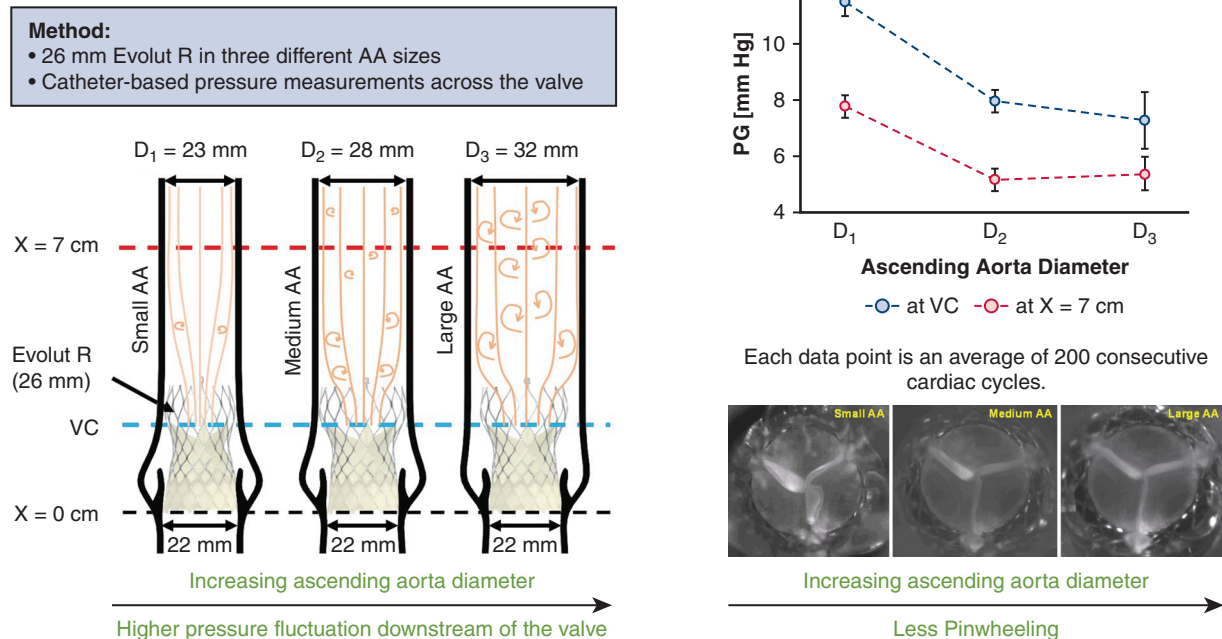 Method:
• 26 mm Evolut R in three different AA sizes
• Catheter-based pressure measurements across the valve
D₁ = 23 mm
D₂ = 28 mm
D₃ = 32 mm
X = 7 cm
Small AA
Medium AA
Large AA
Evolut R
(26 mm)
VC
X = 0 cm
22 mm
22 mm
22 mm
Increasing ascending aorta diameter
Higher pressure fluctuation downstream of the valve
PG [mm Hg]
10
8
6
4
D₁
D₂
D₃
Ascending Aorta Diameter
at VC
at X = 7 cm
Each data point is an average of 200 consecutive
cardiac cycles.
Small AA
Medium AA
Large AA
Increasing ascending aorta diameter
Less Pinwheeling